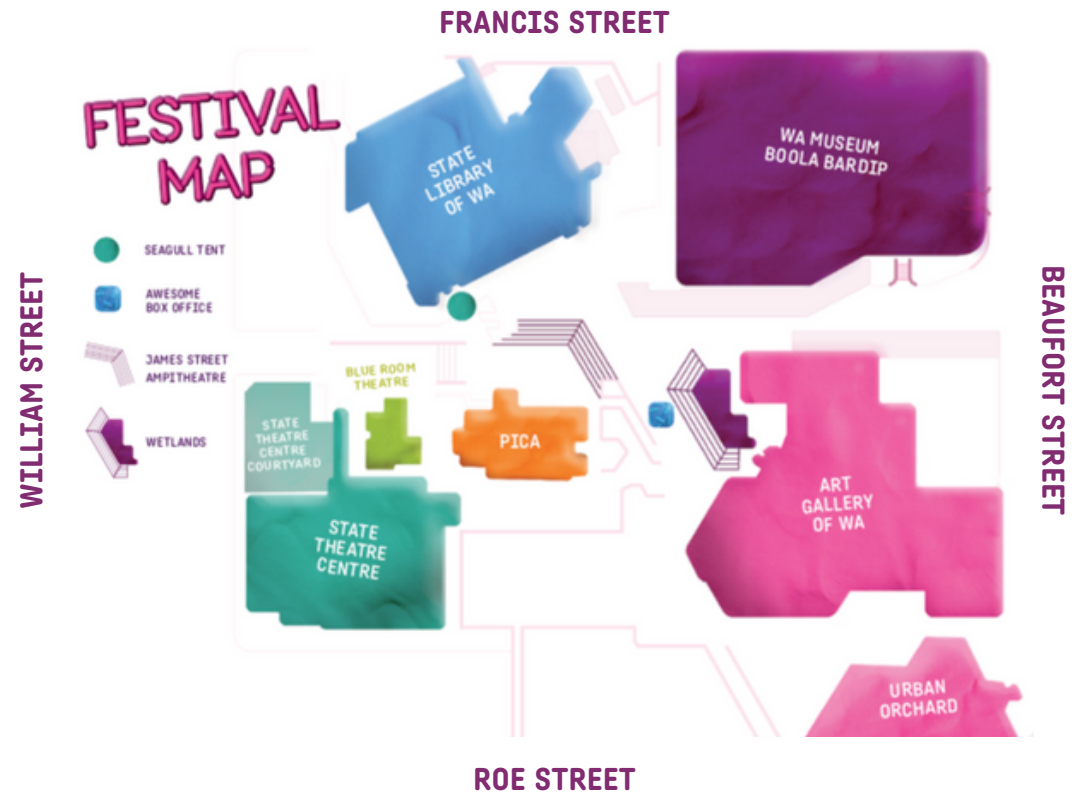 FRANCIS STREET
FESTIVAL
MAP
SEAGULL TENT
AWESOME
BOX OFFICE
JAMES STREET
AMPITHEATRE
WETLANDS
WILLIAM STREET
STATE
LIBRARY
OF WA
WA MUSEUM
BOOLA BARDIP
BLUE ROOM
THEATRE
STATE
THEATRE
CENTRE
COURTYARD
PICA
STATE
THEATRE
CENTRE
ART
GALLERY
OF WA
URBAN
ORCHARD
BEAUFORT STREET
ROE STREET